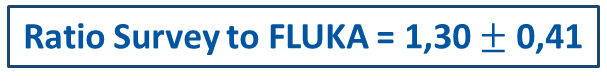 Ratio Survey to FLUKA = 1,30 ± 0,41